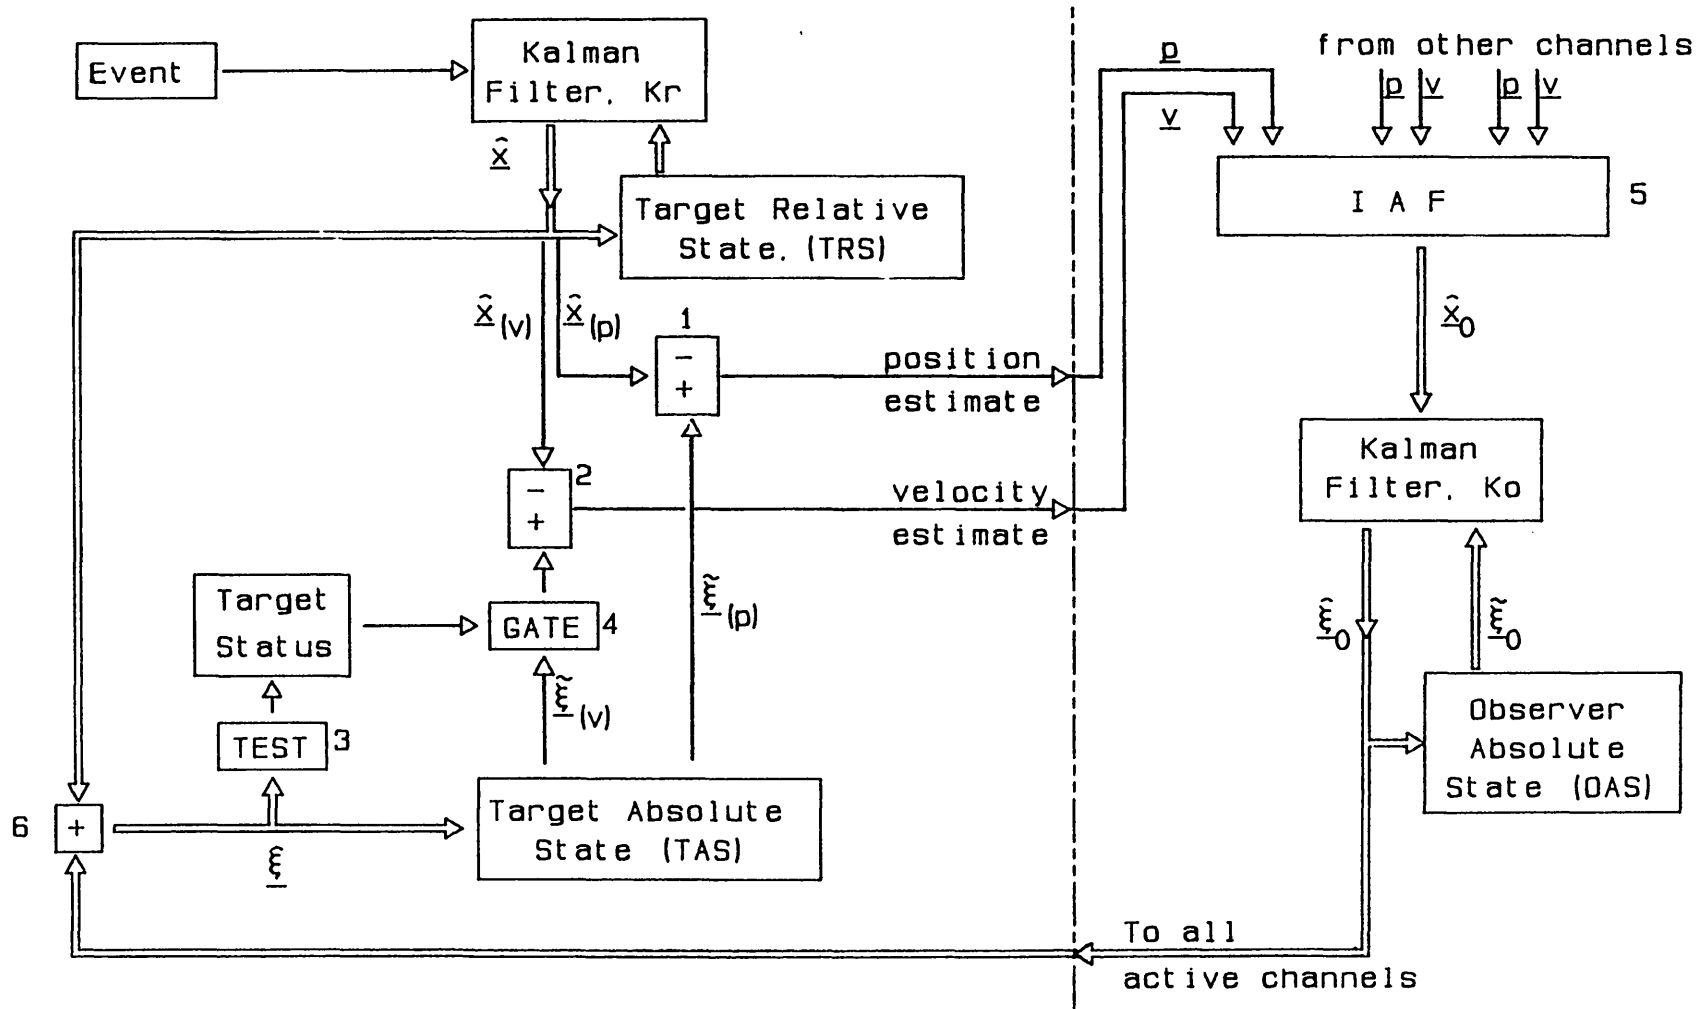 Event
Kalman
Filter, Kr
x̂
Target Relative
State, (TRS)
x̂(v)
x̂(p)
1
-
+
position
estimate
2
-
+
velocity
estimate
Target
Status
GATE 4
ξ̃(p)
ξ̃(v)
TEST 3
6
+
ξ̂
Target Absolute
State (TAS)
p
v
from other channels
p v p v
I A F
5
x̂0
Kalman
Filter, Ko
ξ̂0
ξ̃0
Observer
Absolute
State (OAS)
To all
active channels